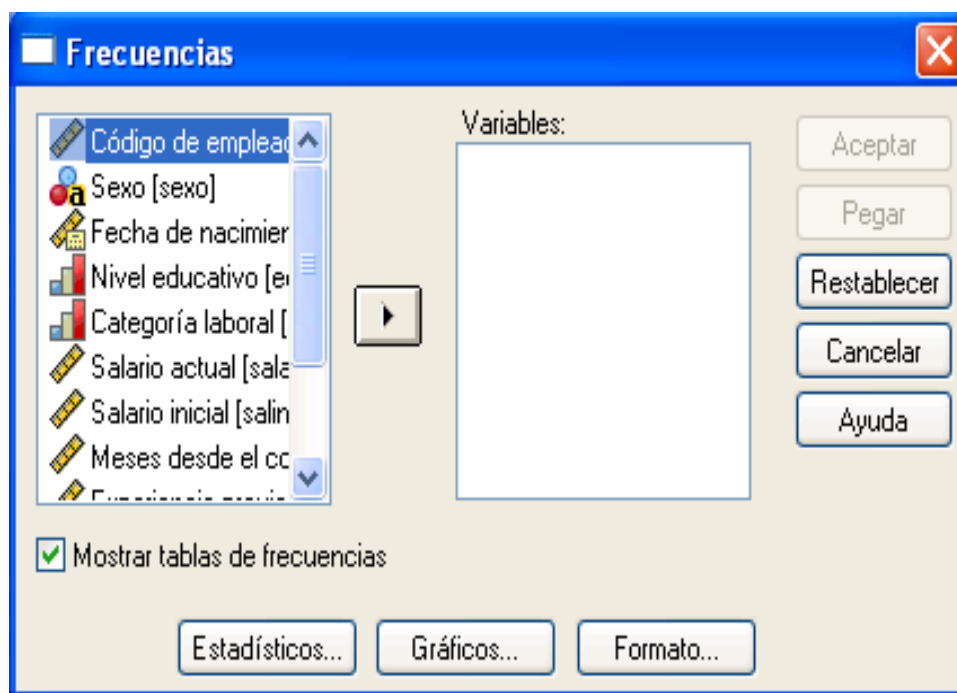 Frecuencias
Código de emplead
Sexo [sexo]
Fecha de nacimier
Nivel educativo [e
Categoría laboral [
Salario actual [sala
Salario inicial [salin
Meses desde el co
Variables:
Aceptar
Pegar
Restablecer
Cancelar
Ayuda
Mostrar tablas de frecuencias
Estadísticos...
Gráficos...
Formato...